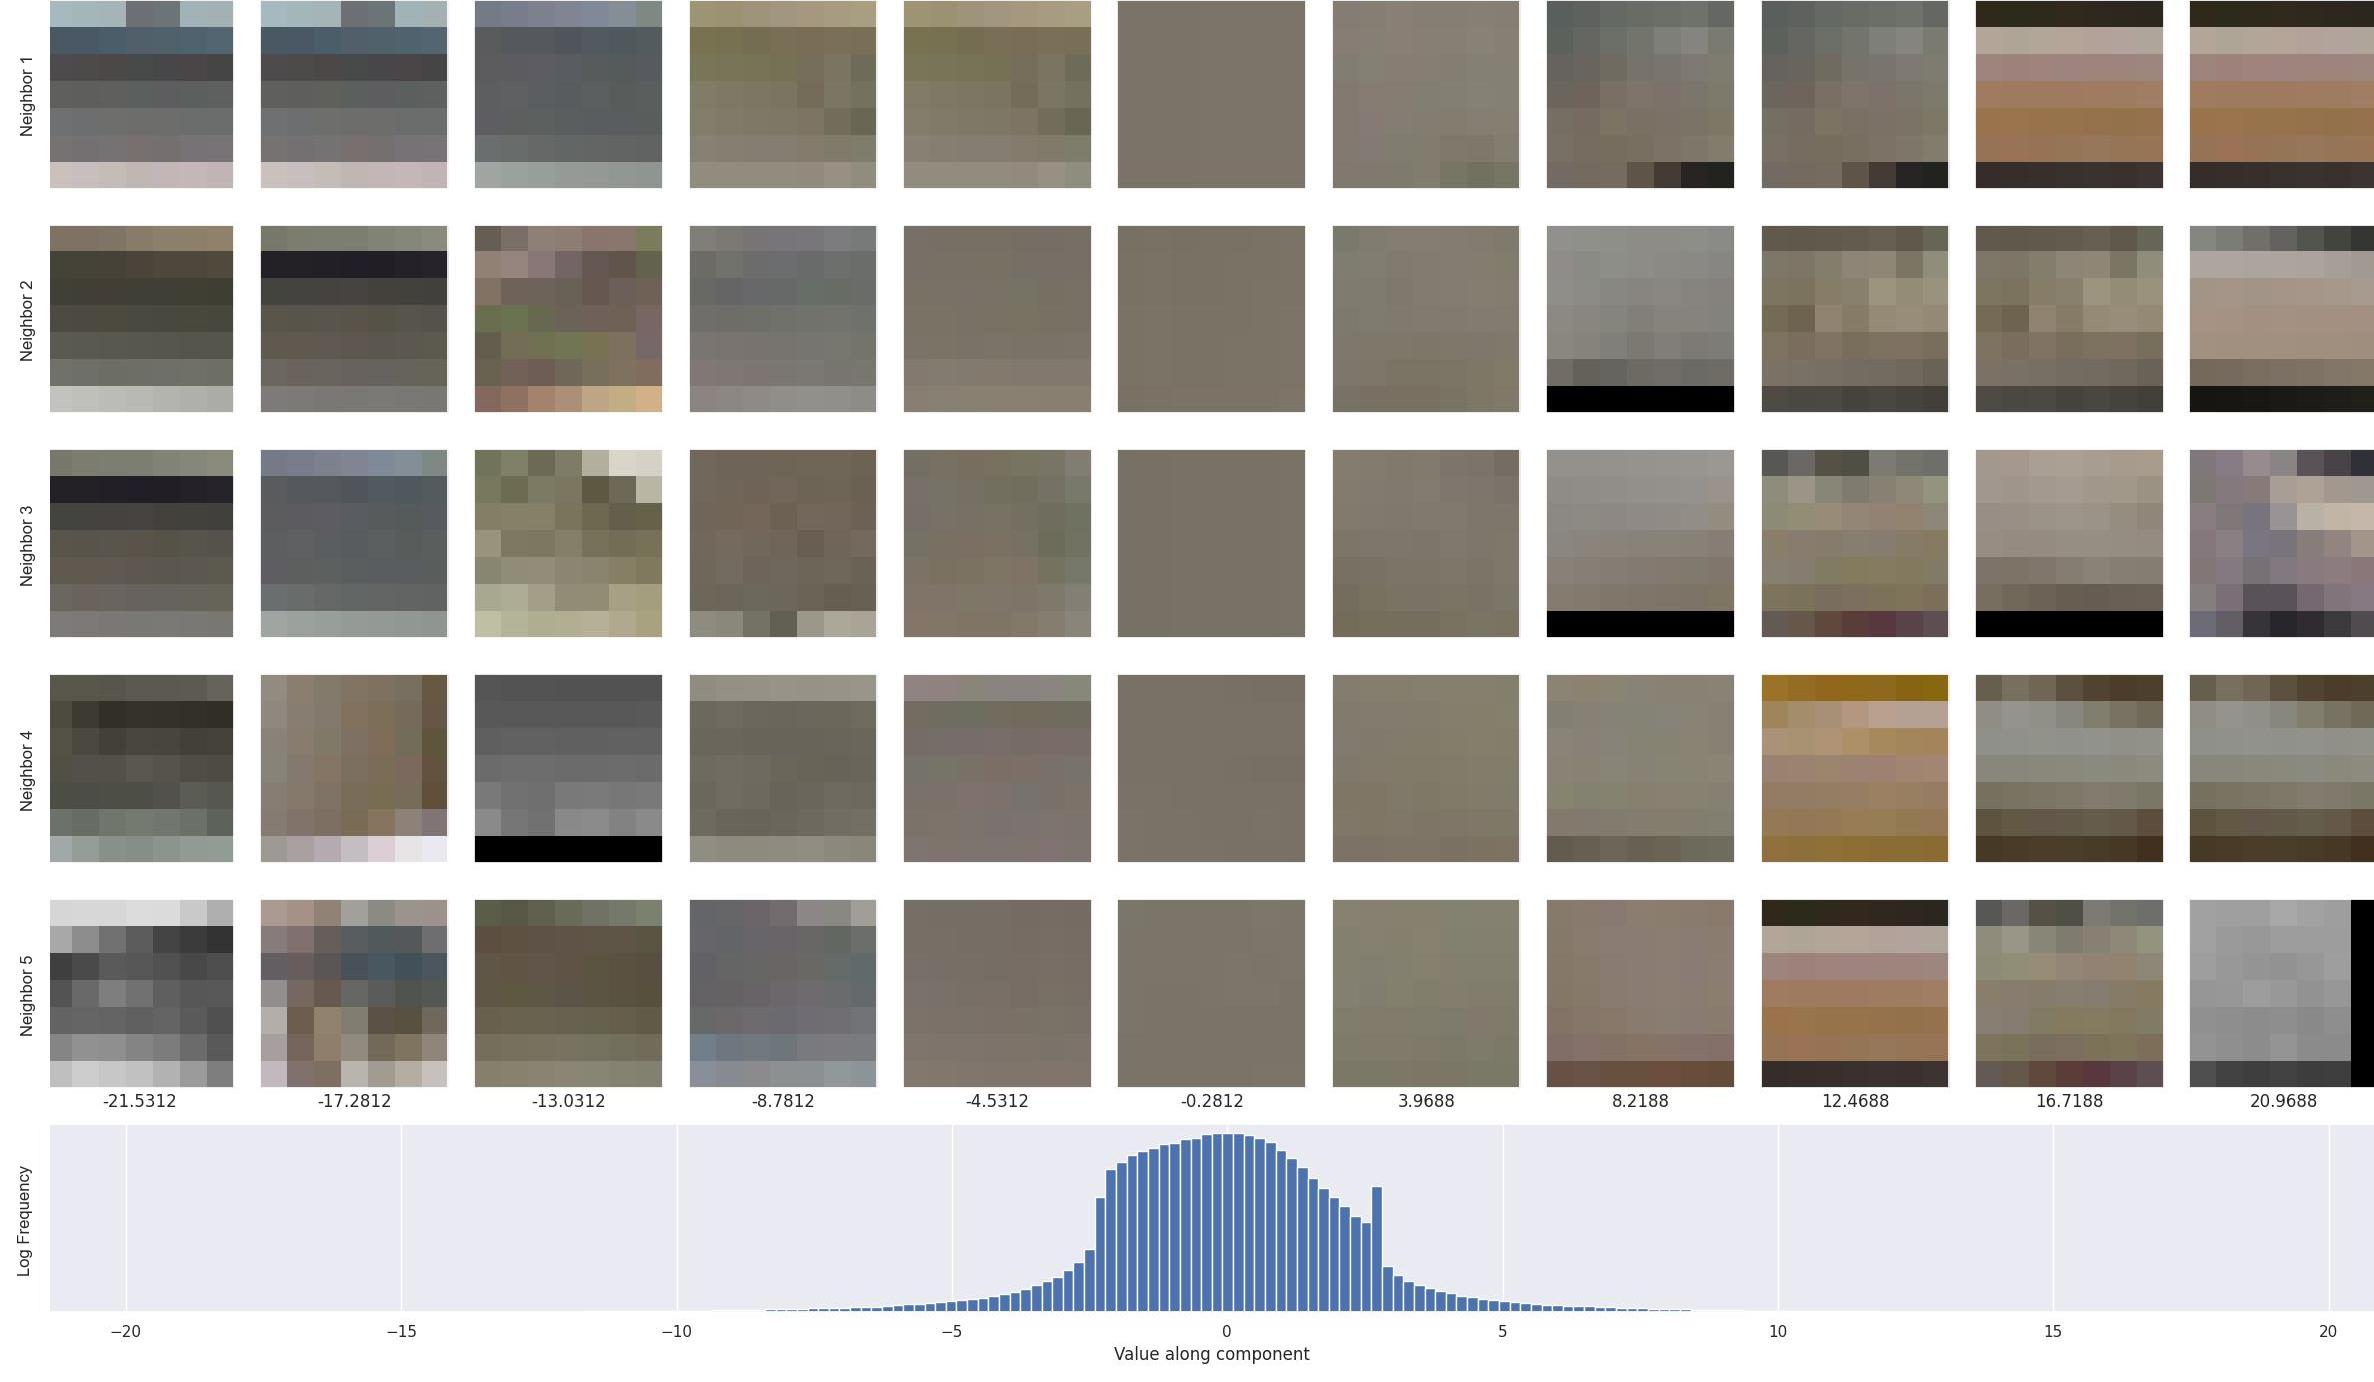 Neighbor 1
Neighbor 2
Neighbor 3
Neighbor 4
Neighbor 5
-21.5312 -17.2812 -13.0312 -8.7812 -4.5312 -0.2812 3.9688 8.2188 12.4688 16.7188 20.9688
Log Frequency
−20 −15 −10 −5 0 5 10 15 20
Value along component